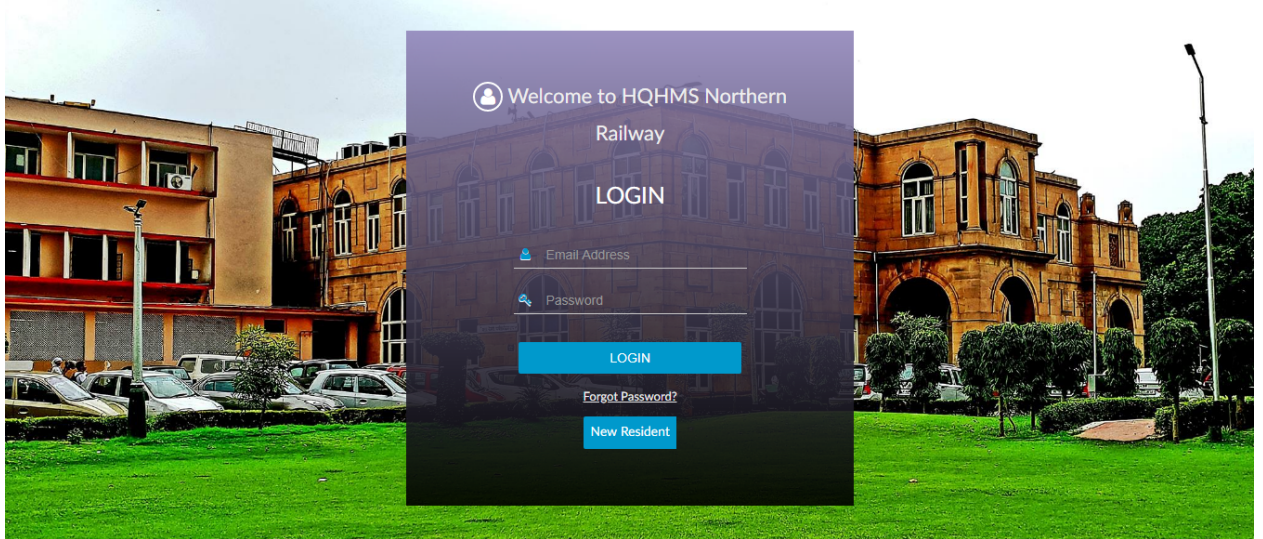 Welcome to HQHMS Northern
Railway
LOGIN
Email Address
Password
LOGIN
Forgot Password?
New Resident